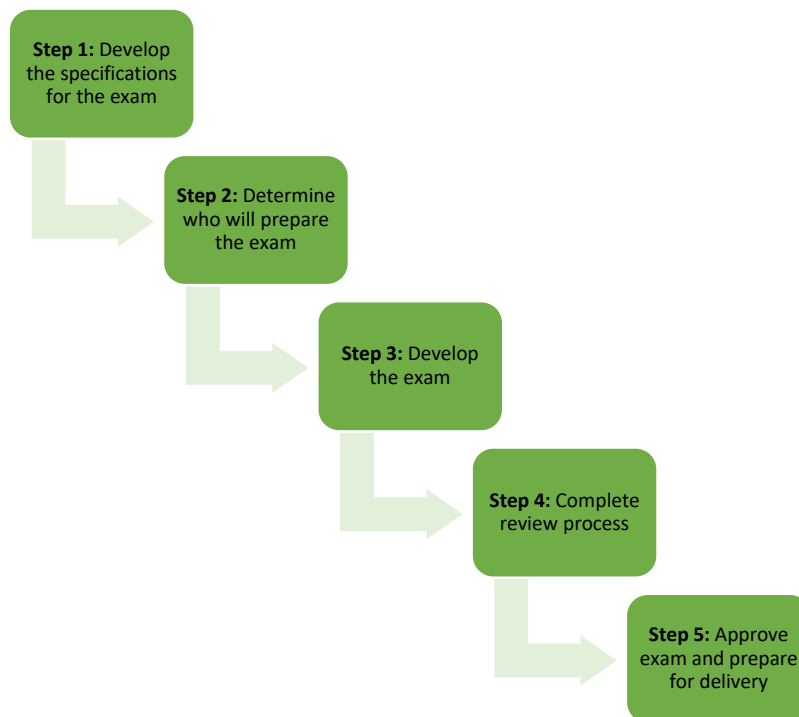 Step 1: Develop
the specifications
for the exam
Step 2: Determine
who will prepare
the exam
Step 3: Develop
the exam
Step 4: Complete
review process
Step 5: Approve
exam and prepare
for delivery